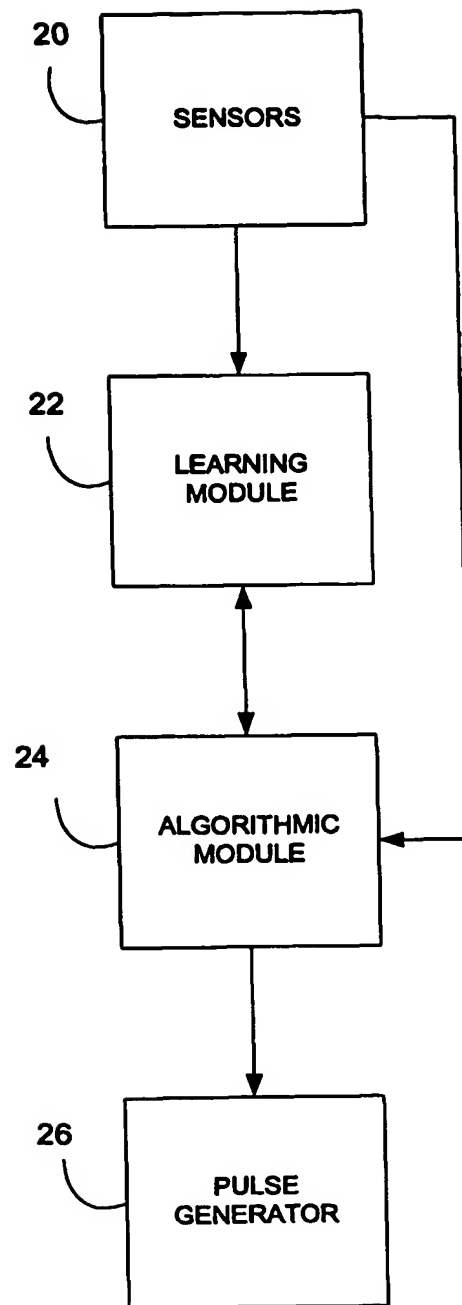 20
SENSORS
22
LEARNING
MODULE
24
ALGORITHMIC
MODULE
26
PULSE
GENERATOR